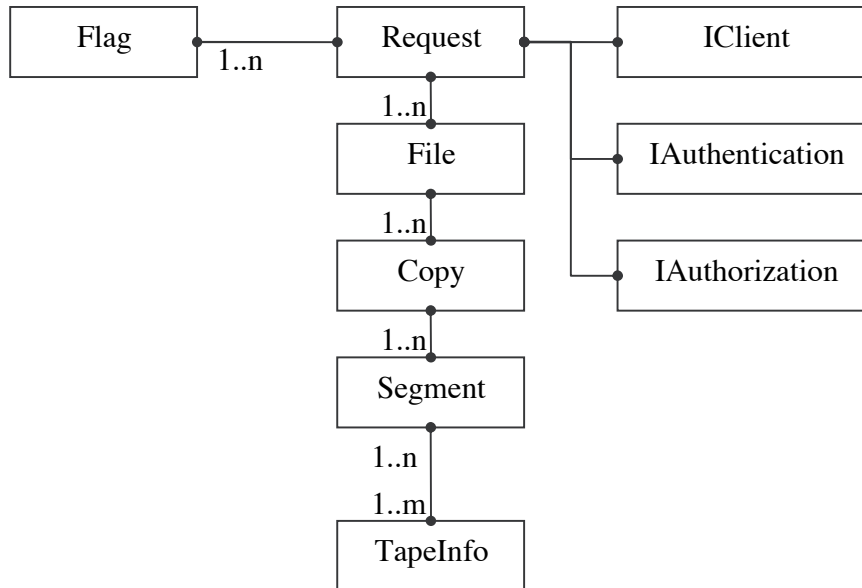 Flag
Request
IClient
1..n
1..n
File
IAuthentication
1..n
Copy
IAuthorization
1..n
Segment
1..n
1..m
TapeInfo